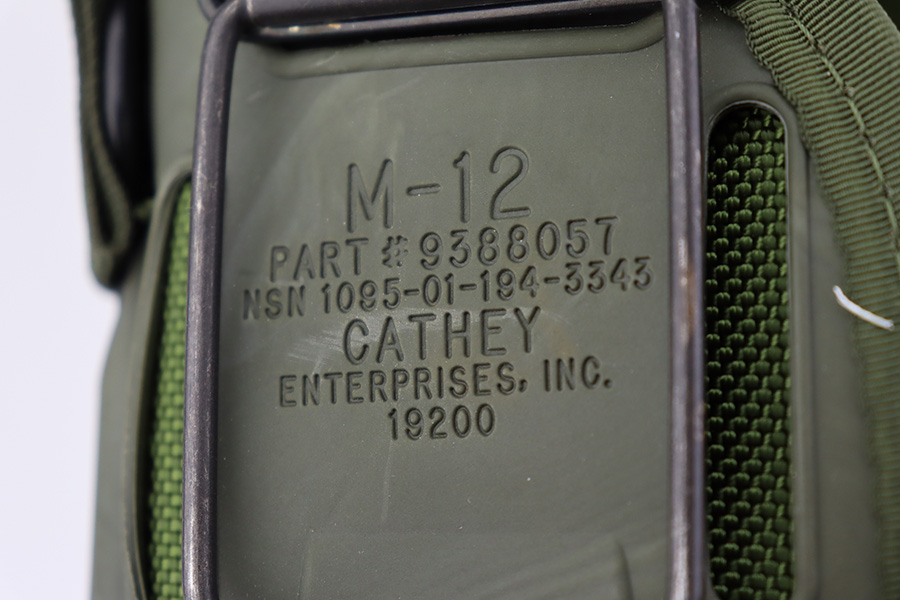 M-12
PART # 9388057
NSN 1095-01-194-3343
CATHEY
ENTERPRISES, INC.
19200